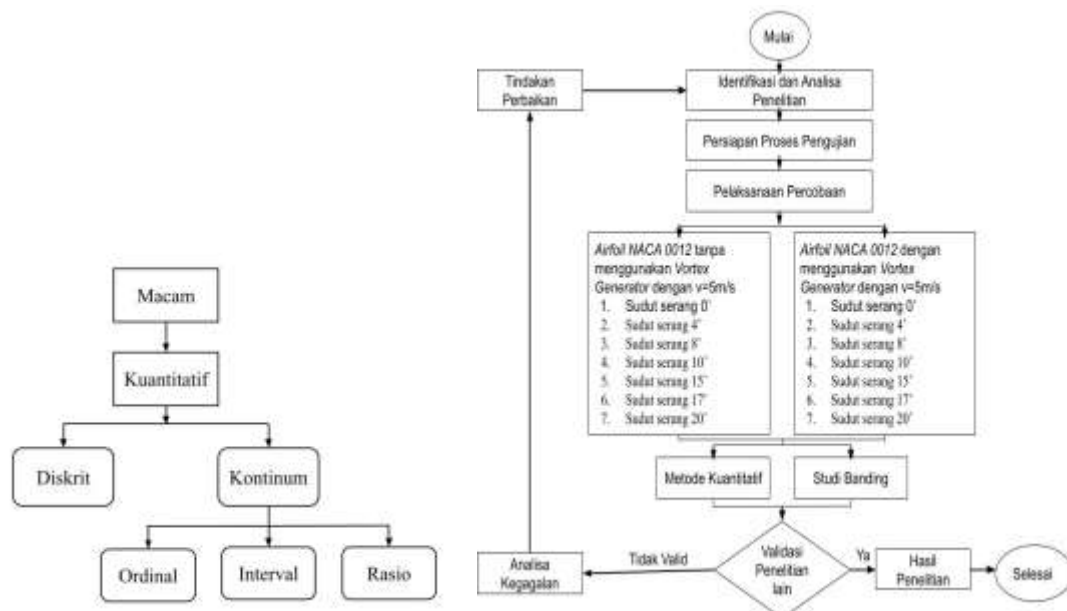 Macam
Kuantitatif
Diskrit
Kontinum
Ordinal
Interval
Rasio
Mulai
Tindakan
Perbaikan
Identifikasi dan Analisa
Penelitian
Persiapan Proses Pengujian
Pelaksanaan Percobaan
Airfoil NACA 0012 tanpa
menggunakan Vortex
Generator dengan v=5m/s
1. Sudut serang 0°
2. Sudut serang 4°
3. Sudut serang 8°
4. Sudut serang 10°
5. Sudut serang 15°
6. Sudut serang 17°
7. Sudut serang 20°
Airfoil NACA 0012 dengan
menggunakan Vortex
Generator dengan v=5m/s
1. Sudut serang 0°
2. Sudut serang 4°
3. Sudut serang 8°
4. Sudut serang 10°
5. Sudut serang 15°
6. Sudut serang 17°
7. Sudut serang 20°
Metode Kuantitatif
Studi Banding
Analisa
Kegagalan
Tidak Valid
Validasi
Penelitian
lain
Ya
Hasil
Penelitian
Selesai